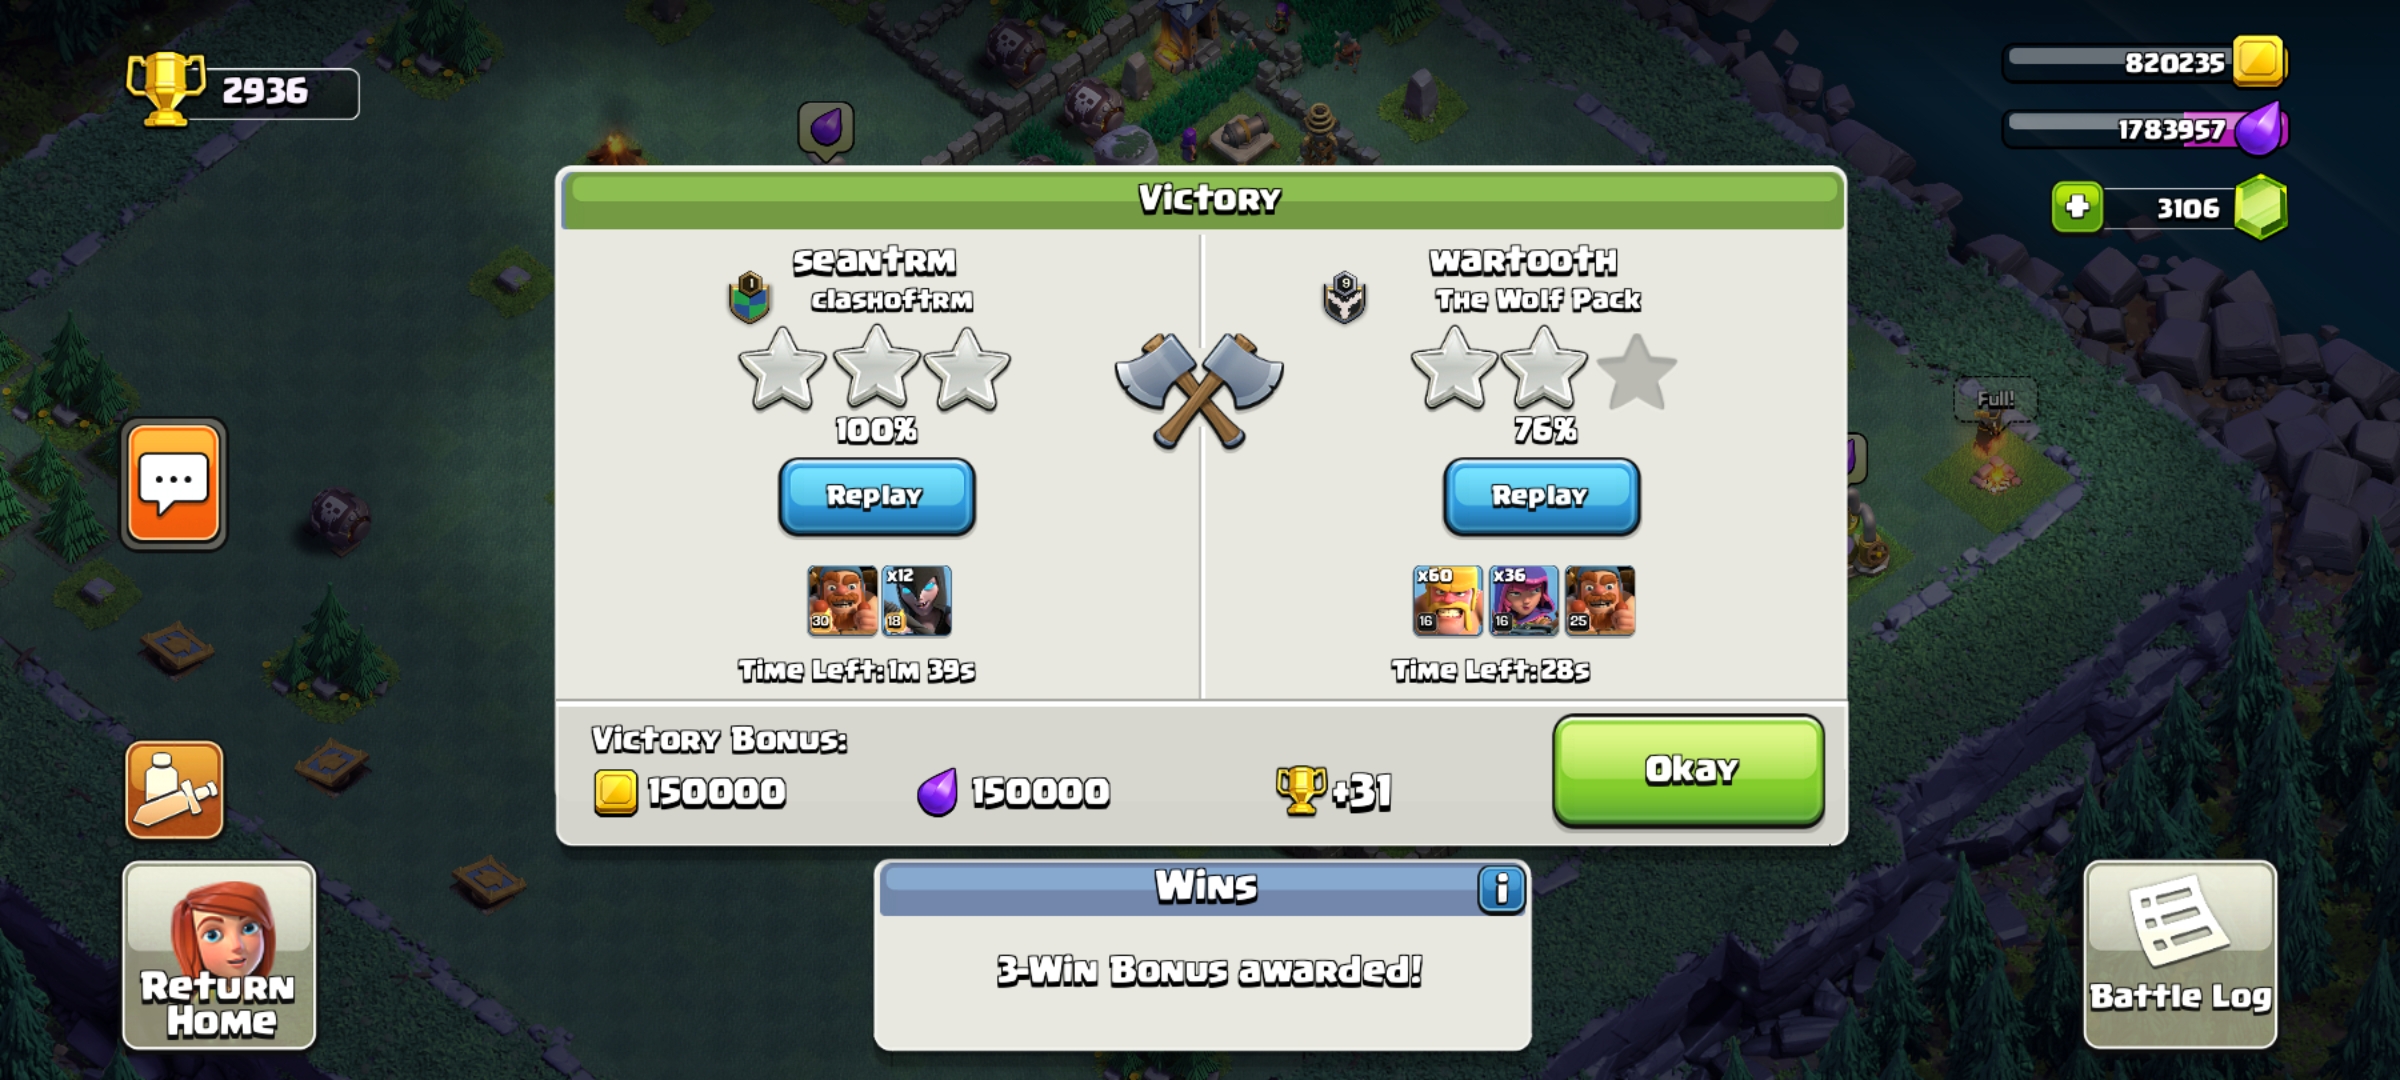 2936
820235
1783957
3106
Victory
seantrm
1
clashoftrm
100%
Replay
30
x12
18
Time Left:1m 39s
wartooth
9
The Wolf Pack
76%
Replay
x60
16
x36
16
25
Time Left:28s
Full!
Victory Bonus:
150000
150000
+31
Okay
Wins
i
3-Win Bonus awarded!
Return
Home
Battle Log